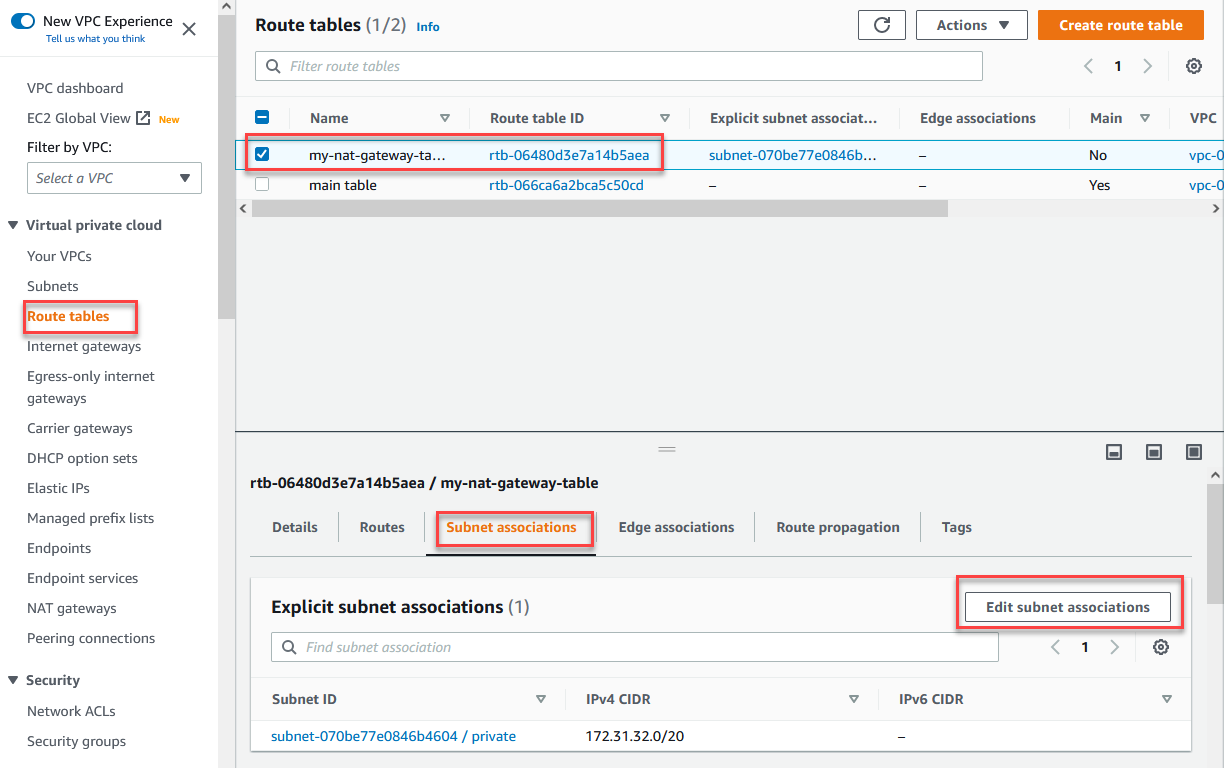 New VPC Experience
Tell us what you think
VPC dashboard
EC2 Global View New
Filter by VPC:
Select a VPC
Virtual private cloud
Your VPCs
Subnets
Route tables
Internet gateways
Egress-only internet
gateways
Carrier gateways
DHCP option sets
Elastic IPs
Managed prefix lists
Endpoints
Endpoint services
NAT gateways
Peering connections
Security
Network ACLs
Security groups
Route tables (1/2) Info
Actions
Create route table
Filter route tables
1
Name Route table ID Explicit subnet associat... Edge associations Main VPC
my-nat-gateway-ta... rtb-06480d3e7a14b5aea subnet-070be77e0846b... – No vpc-0
main table rtb-066ca6a2bca5c50cd – – Yes vpc-0
rtb-06480d3e7a14b5aea / my-nat-gateway-table
Details Routes Subnet associations Edge associations Route propagation Tags
Explicit subnet associations (1)
Edit subnet associations
Find subnet association
1
Subnet ID IPv4 CIDR IPv6 CIDR
subnet-070be77e0846b4604 / private 172.31.32.0/20 –